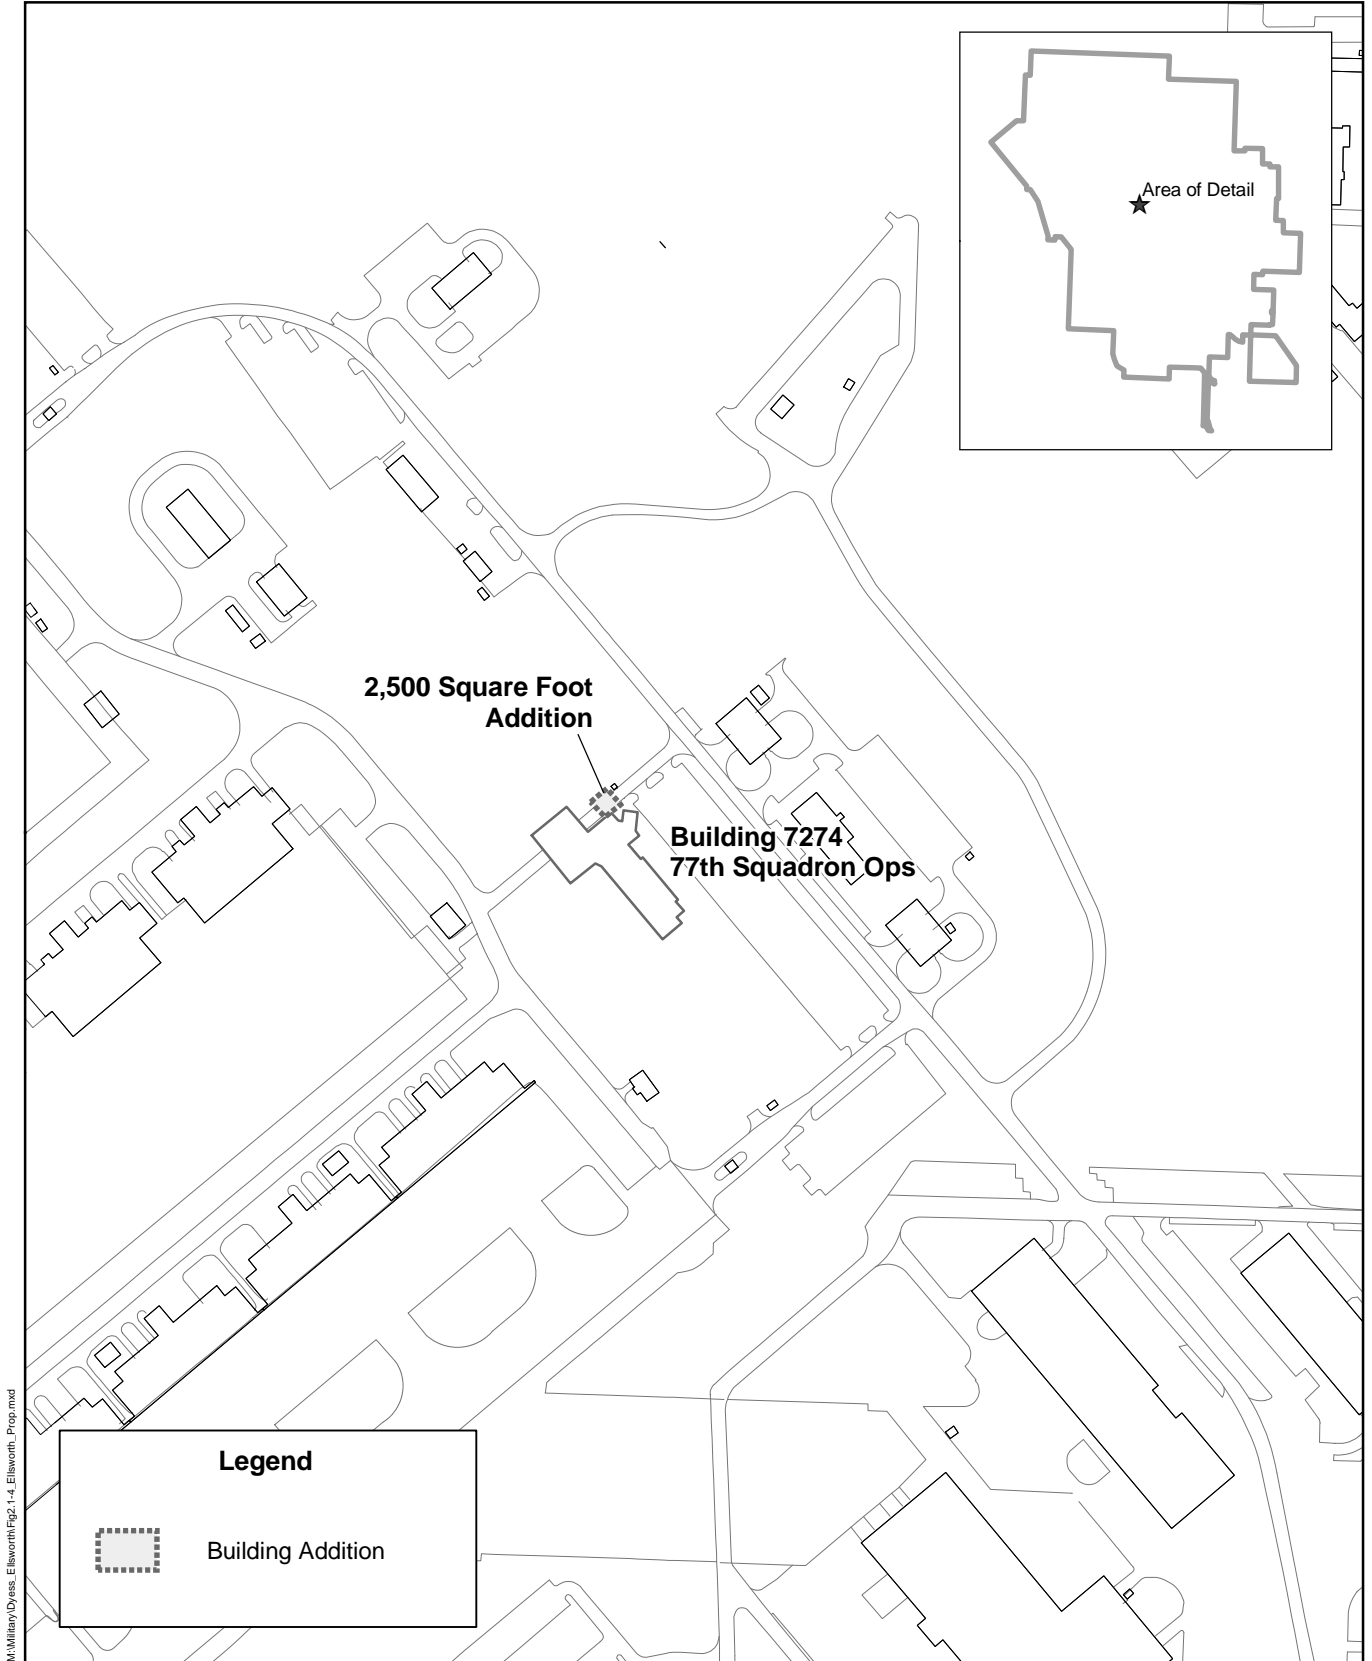 Area of Detail
2,500 Square Foot
Addition
Building 7274
77th Squadron Ops
Legend
Building Addition
M:\Military\Dyess_Ellsworth\Fig2.1-4_Ellsworth_Prop.mxd